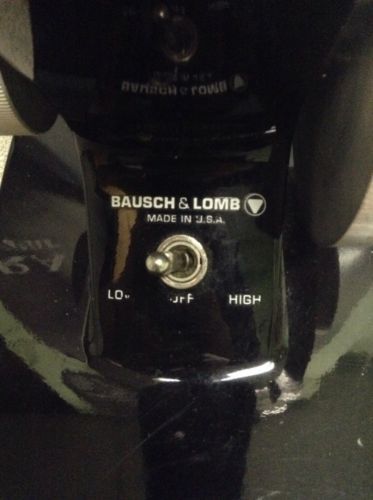 BAUSCH & LOMB
MADE IN U.S.A.
LOW OFF HIGH